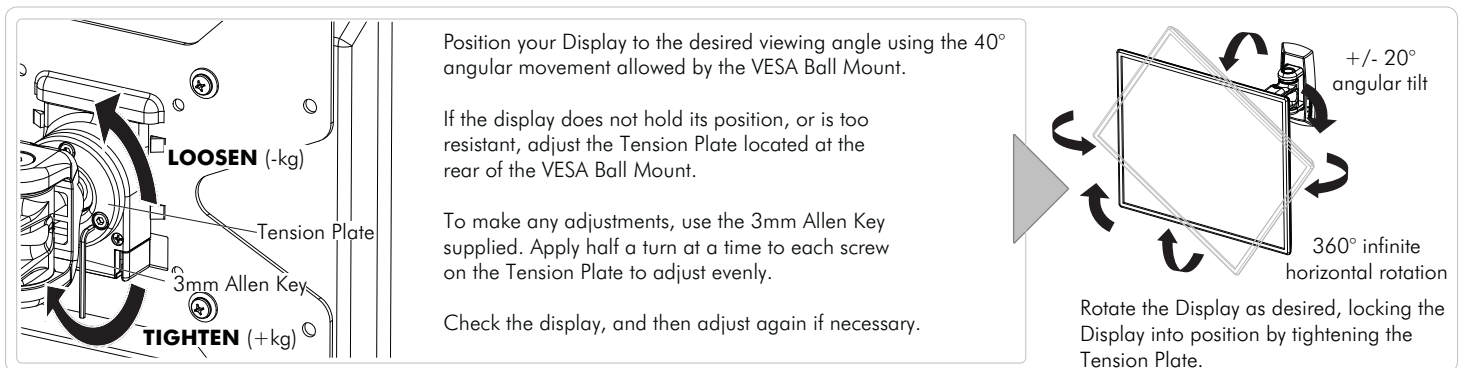 LOOSEN (-kg)
Tension Plate
3mm Allen Key
TIGHTEN (+kg)
Position your Display to the desired viewing angle using the 40°
angular movement allowed by the VESA Ball Mount.
If the display does not hold its position, or is too
resistant, adjust the Tension Plate located at the
rear of the VESA Ball Mount.
To make any adjustments, use the 3mm Allen Key
supplied. Apply half a turn at a time to each screw
on the Tension Plate to adjust evenly.
Check the display, and then adjust again if necessary.
+/- 20°
angular tilt
360° infinite
horizontal rotation
Rotate the Display as desired, locking the
Display into position by tightening the
Tension Plate.